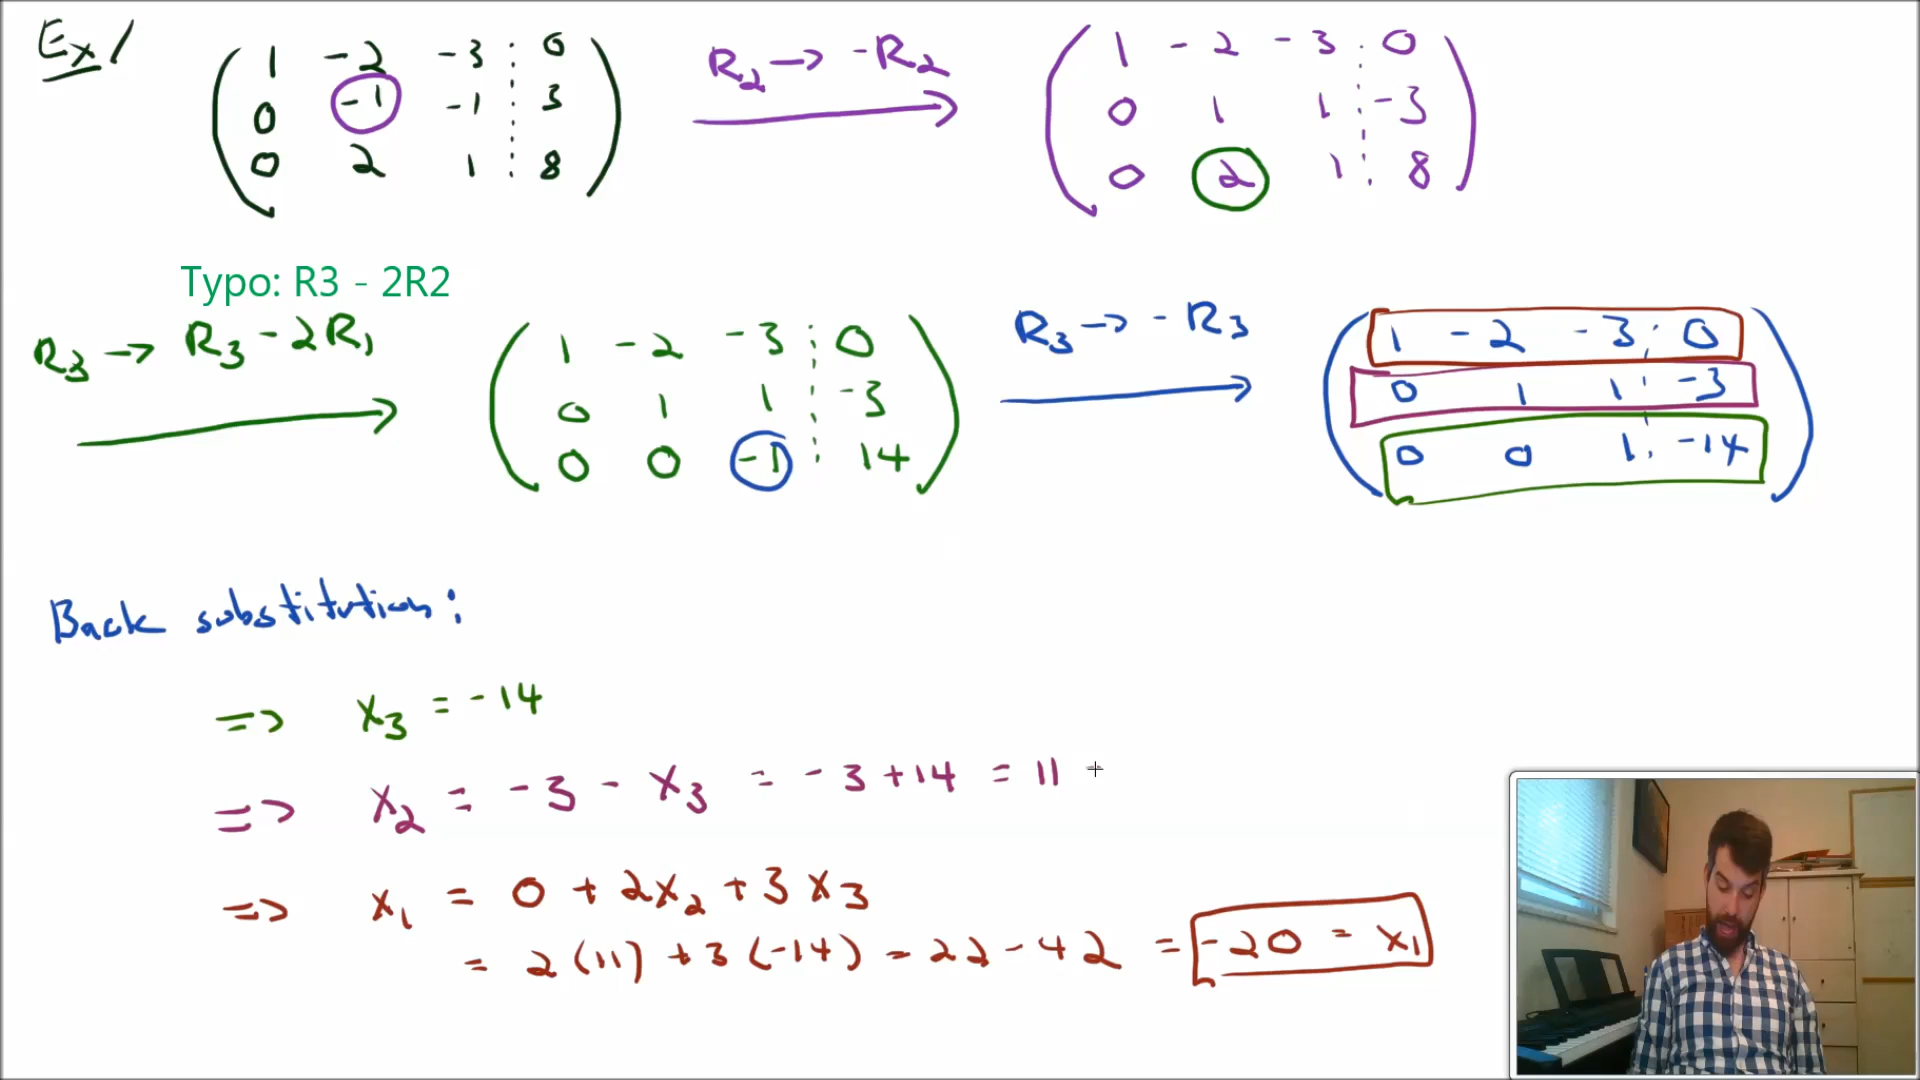 Ex/
1 -2 -3 : 0 R2 → -R2 1 -2 -3 : 0
0 -1 -1 : 3 0 1 1 : -3
0 2 1 : 8 0 2 1 : 8
Typo: R3 - 2R2
R3 → R3 - 2R1 1 -2 -3 : 0 R3 → -R3 1 -2 -3 : 0
0 1 1 : -3 0 1 1 : -3
0 0 -1 : 14 0 0 1 : -14
Back substitution:
=> x3 = -14
=> x2 = -3 - x3 = -3 + 14 = 11
=> x1 = 0 + 2x2 + 3x3
= 2(11) + 3(-14) = 22 - 42 = -20 = x1